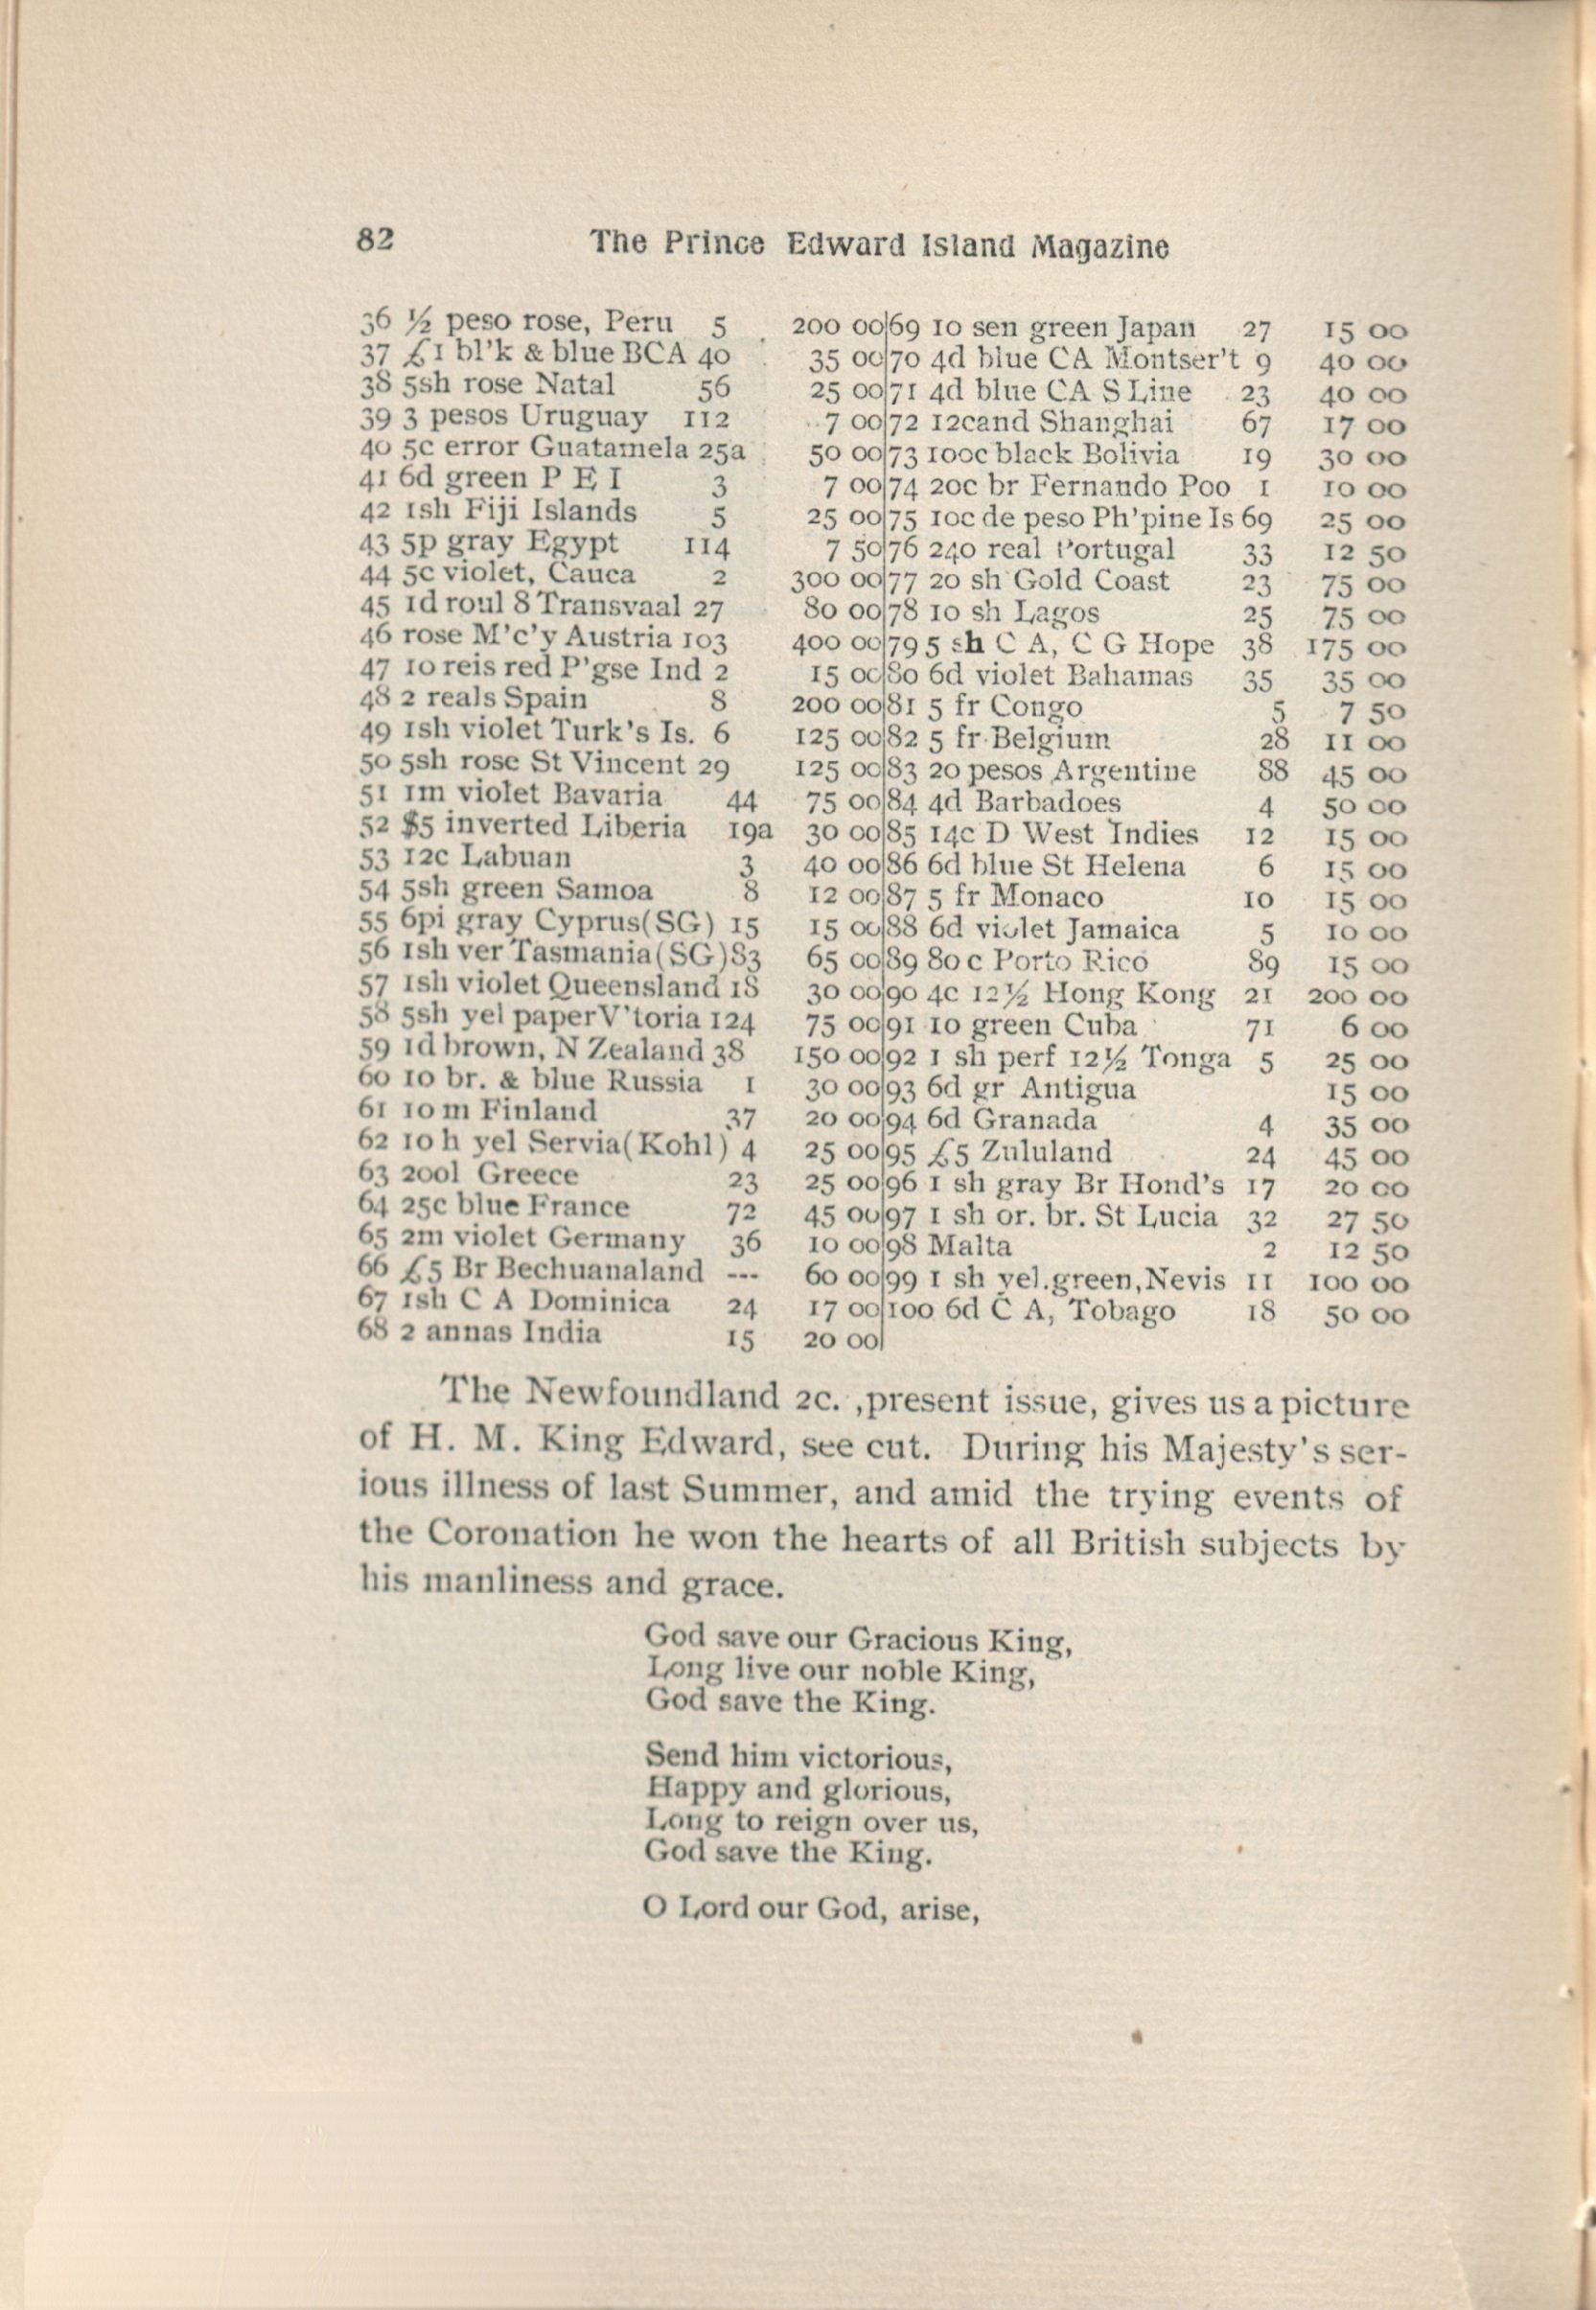 82 The Prince Edward Island Magazine
36 ½ peso rose, Peru 5 200 00
37 £1 bl'k & blue BCA 40 35 00
38 5sh rose Natal 56 25 00
39 3 pesos Uruguay 112 7 00
40 5c error Guatamela 25a 50 00
41 6d green P E I 3 7 00
42 1sh Fiji Islands 5 25 00
43 5p gray Egypt 114 7 50
44 5c violet, Cauca 2 300 00
45 1d roul 8 Transvaal 27 80 00
46 rose M'c'y Austria 103 400 00
47 10 reis red P'gse Ind 2 15 00
48 2 reals Spain 8 200 00
49 1sh violet Turk's Is. 6 125 00
50 5sh rose St Vincent 29 125 00
51 1m violet Bavaria 44 75 00
52 $5 inverted Liberia 19a 30 00
53 12c Labuan 3 40 00
54 5sh green Samoa 8 12 00
55 6pi gray Cyprus(SG) 15 15 00
56 1sh ver Tasmania(SG)83 65 00
57 1sh violet Queensland 18 30 00
58 5sh yel paper V'toria 124 75 00
59 1d brown, N Zealand 38 150 00
60 10 br. & blue Russia 1 30 00
61 10 m Finland 37 20 00
62 10 h yel Servia(Kohl) 4 25 00
63 200l Greece 23 25 00
64 25c blue France 72 45 00
65 2m violet Germany 36 10 00
66 £5 Br Bechuanaland --- 60 00
67 1sh C A Dominica 24 17 00
68 2 annas India 15 20 00
69 10 sen green Japan 27 15 00
70 4d blue CA Montser't 9 40 00
71 4d blue CA S Line 23 40 00
72 12cand Shanghai 67 17 00
73 100c black Bolivia 19 30 00
74 20c br Fernando Poo 1 10 00
75 10c de peso Ph'pine Is 69 25 00
76 240 real Portugal 33 12 50
77 20 sh Gold Coast 23 75 00
78 10 sh Lagos 25 75 00
79 5 sh C A, C G Hope 38 175 00
80 6d violet Bahamas 35 35 00
81 5 fr Congo 5 7 50
82 5 fr Belgium 28 11 00
83 20 pesos Argentine 88 45 00
84 4d Barbadoes 4 50 00
85 14c D West Indies 12 15 00
86 6d blue St Helena 6 15 00
87 5 fr Monaco 10 15 00
88 6d violet Jamaica 5 10 00
89 80 c Porto Rico 89 15 00
90 4c 12½ Hong Kong 21 200 00
91 10 green Cuba 71 6 00
92 1 sh perf 12½ Tonga 5 25 00
93 6d gr Antigua 15 00
94 6d Granada 4 35 00
95 £5 Zululand 24 45 00
96 1 sh gray Br Hond's 17 20 00
97 1 sh or. br. St Lucia 32 27 50
98 Malta 2 12 50
99 1 sh yel.green,Nevis 11 100 00
100 6d C A, Tobago 18 50 00
The Newfoundland 2c. ,present issue, gives us a picture
of H. M. King Edward, see cut. During his Majesty's ser-
ious illness of last Summer, and amid the trying events of
the Coronation he won the hearts of all British subjects by
his manliness and grace.
God save our Gracious King,
Long live our noble King,
God save the King.
Send him victorious,
Happy and glorious,
Long to reign over us,
God save the King.
O Lord our God, arise,